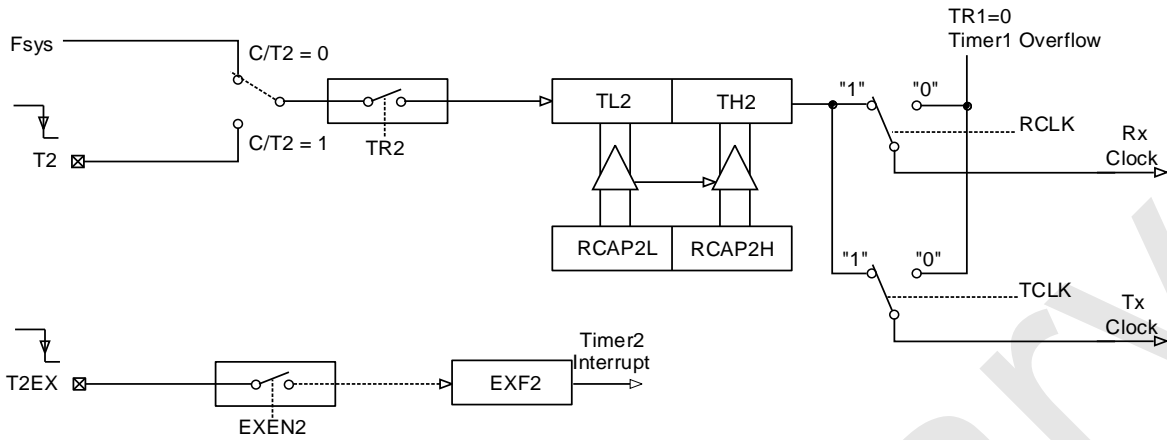 TR1=0
Timer1 Overflow
Fsys
C/T2 = 0
TL2
TH2
"1"
"0"
RCLK
Rx
Clock
T2
C/T2 = 1
TR2
RCAP2L
RCAP2H
"1"
"0"
TCLK
Tx
Clock
Timer2
Interrupt
T2EX
EXF2
EXEN2